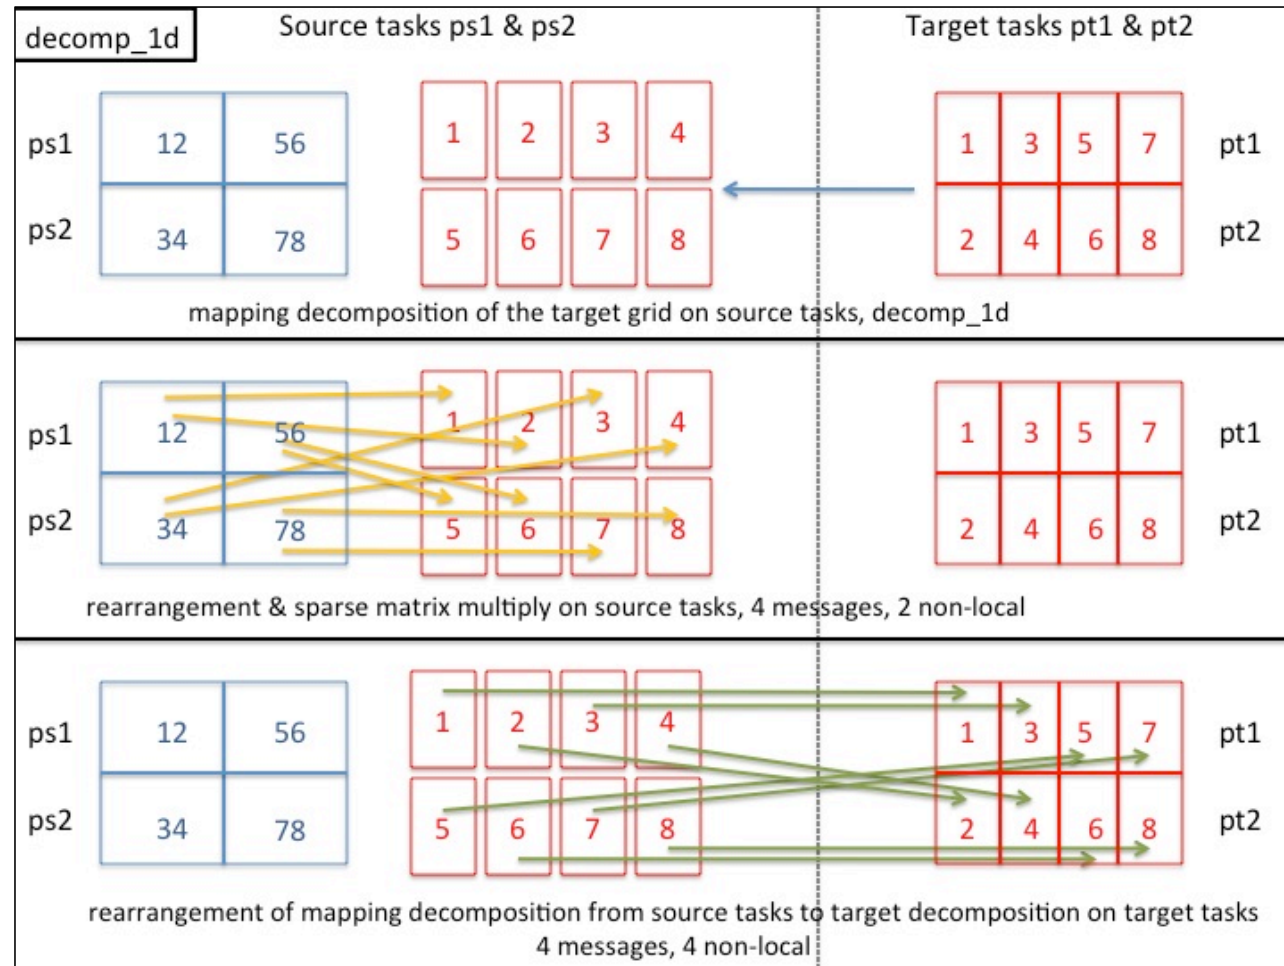 decomp_1d
Source tasks ps1 & ps2
Target tasks pt1 & pt2
ps1 12 56 1 2 3 4 1 3 5 7 pt1
ps2 34 78 5 6 7 8 2 4 6 8 pt2
mapping decomposition of the target grid on source tasks, decomp_1d
ps1 12 56 1 2 3 4 1 3 5 7 pt1
ps2 34 78 5 6 7 8 2 4 6 8 pt2
rearrangement & sparse matrix multiply on source tasks, 4 messages, 2 non-local
ps1 12 56 1 2 3 4 1 3 5 7 pt1
ps2 34 78 5 6 7 8 2 4 6 8 pt2
rearrangement of mapping decomposition from source tasks to target decomposition on target tasks
4 messages, 4 non-local